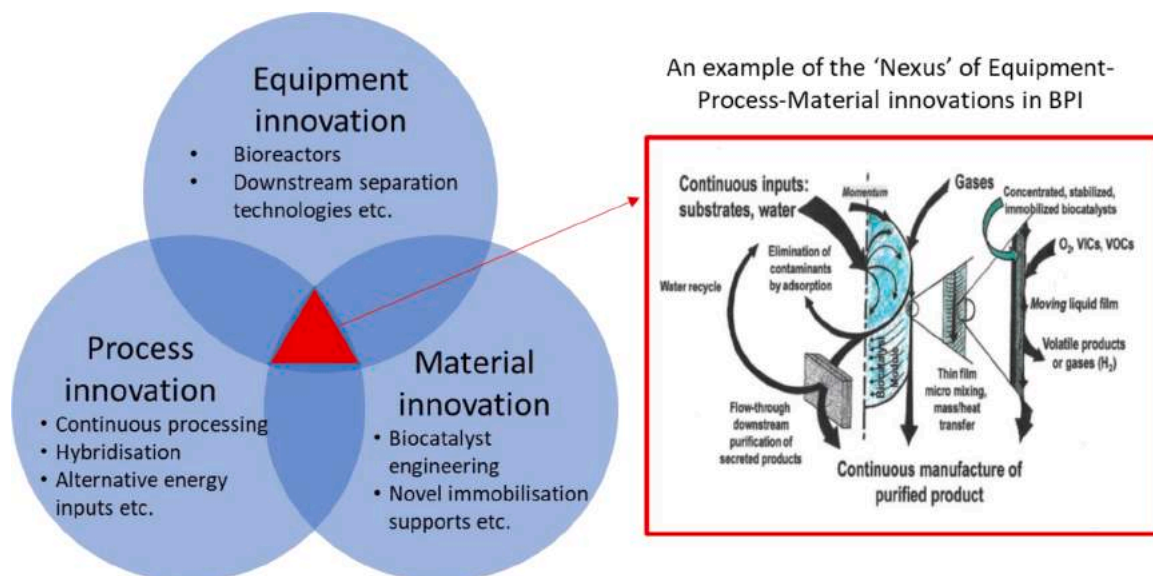 Equipment
innovation
• Bioreactors
• Downstream separation
technologies etc.
Process
innovation
• Continuous processing
• Hybridisation
• Alternative energy
inputs etc.
Material
innovation
• Biocatalyst
engineering
• Novel immobilisation
supports etc.
An example of the ‘Nexus’ of Equipment-
Process-Material innovations in BPI
Continuous inputs:
substrates, water
Momentum
Gases
Concentrated, stabilized,
immobilized biocatalysts
O₂, VICs, VOCs
Elimination of
contaminants
by adsorption
Water recycle
Moving liquid film
Volatile products
or gases (H₂)
Biocatalyst
Module
Thin film
micro mixing,
mass/heat
transfer
Flow-through
downstream
purification of
secreted products
Continuous manufacture of
purified product